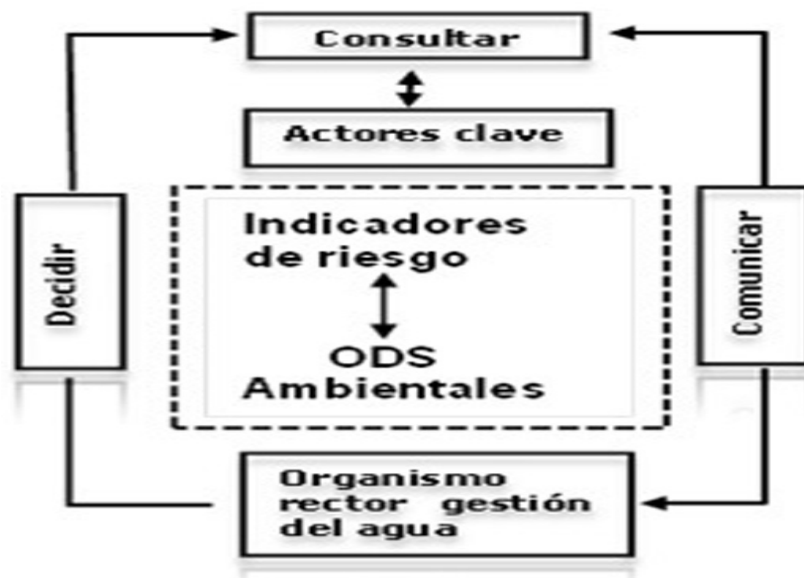 Consultar
Actores clave
Decidir
Indicadores
de riesgo
ODS
Ambientales
Comunicar
Organismo
rector gestión
del agua